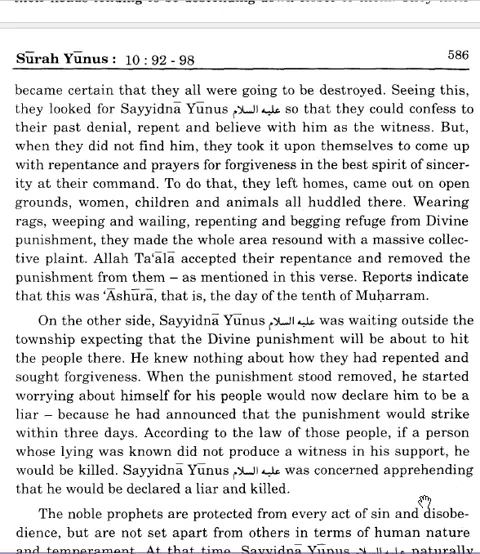 Sūrah Yūnus : 10 : 92 - 98
586
became certain that they all were going to be destroyed. Seeing this,
they looked for Sayyidnā Yūnus عليه السلام so that they could confess to
their past denial, repent and believe with him as the witness. But,
when they did not find him, they took it upon themselves to come up
with repentance and prayers for forgiveness in the best spirit of sincer-
ity at their command. To do that, they left homes, came out on open
grounds, women, children and animals all huddled there. Wearing
rags, weeping and wailing, repenting and begging refuge from Divine
punishment, they made the whole area resound with a massive collec-
tive plaint. Allah Ta‘ālā accepted their repentance and removed the
punishment from them – as mentioned in this verse. Reports indicate
that this was ‘Āshūrā, that is, the day of the tenth of Muḥarram.
On the other side, Sayyidnā Yūnus عليه السلام was waiting outside the
township expecting that the Divine punishment will be about to hit
the people there. He knew nothing about how they had repented and
sought forgiveness. When the punishment stood removed, he started
worrying about himself for his people would now declare him to be a
liar – because he had announced that the punishment would strike
within three days. According to the law of those people, if a person
whose lying was known did not produce a witness in his support, he
would be killed. Sayyidnā Yūnus عليه السلام was concerned apprehending
that he would be declared a liar and killed.
The noble prophets are protected from every act of sin and disobe-
dience, but are not set apart from others in terms of human nature
and temperament. At that time, Sayyidnā Yūnus عليه السلام naturally